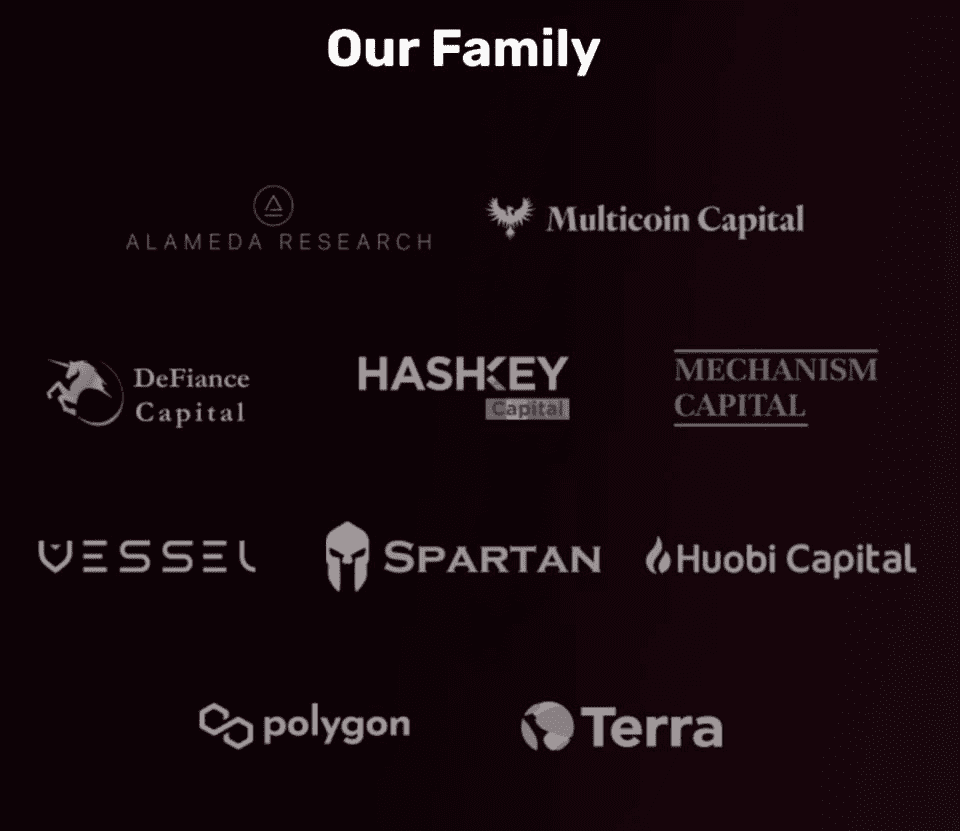 Our Family
ALAMEDA RESEARCH
Multicoin Capital
DeFiance
Capital
HASHKEY
Capital
MECHANISM
CAPITAL
VESSEL
SPARTAN
Huobi Capital
polygon
Terra